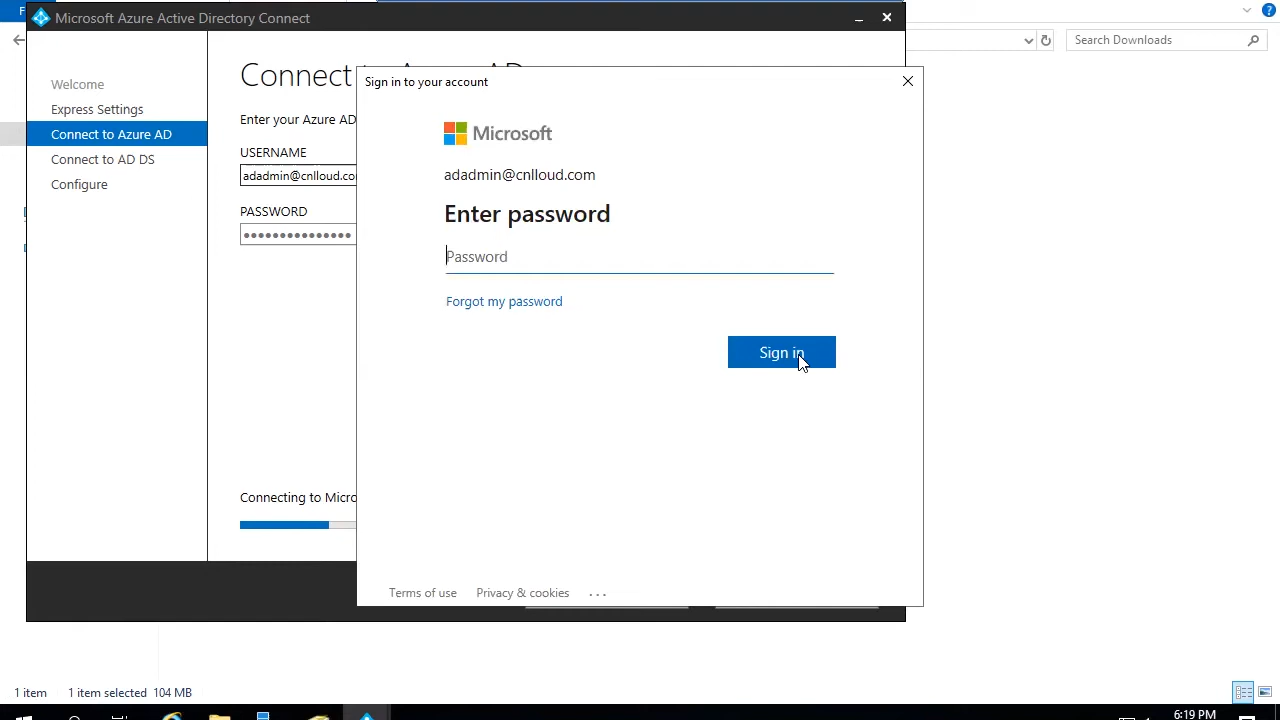 F
Microsoft Azure Active Directory Connect
Search Downloads
Welcome
Express Settings
Connect to Azure AD
Connect to AD DS
Configure
Connect
Enter your Azure AD
USERNAME
adadmin@cnlloud.co
PASSWORD
Connecting to Micro
Sign in to your account
Microsoft
adadmin@cnlloud.com
Enter password
Password
Forgot my password
Sign in
Terms of use
Privacy & cookies
...
1 item
1 item selected
104 MB
6:19 PM